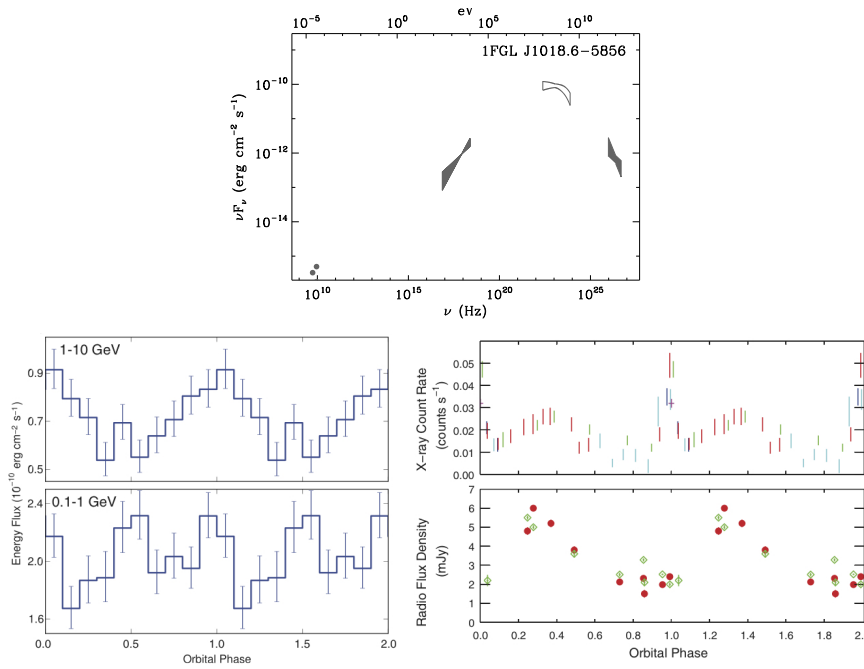 ev
10⁻⁵ 10⁰ 10⁵ 10¹⁰
1FGL J1018.6−5856
10⁻¹⁰
10⁻¹²
10⁻¹⁴
νFν (erg cm⁻² s⁻¹)
10¹⁰ 10¹⁵ 10²⁰ 10²⁵
ν (Hz)
1-10 GeV
0.9
0.7
0.5
0.1-1 GeV
2.4
2.0
1.6
Energy Flux (10⁻¹⁰ erg cm⁻² s⁻¹)
0.0 0.5 1.0 1.5 2.0
Orbital Phase
0.05
0.04
0.03
0.02
0.01
0.00
X−ray Count Rate
(counts s⁻¹)
7
6
5
4
3
2
1
0
Radio Flux Density
(mJy)
0.0 0.2 0.4 0.6 0.8 1.0 1.2 1.4 1.6 1.8 2.0
Orbital Phase